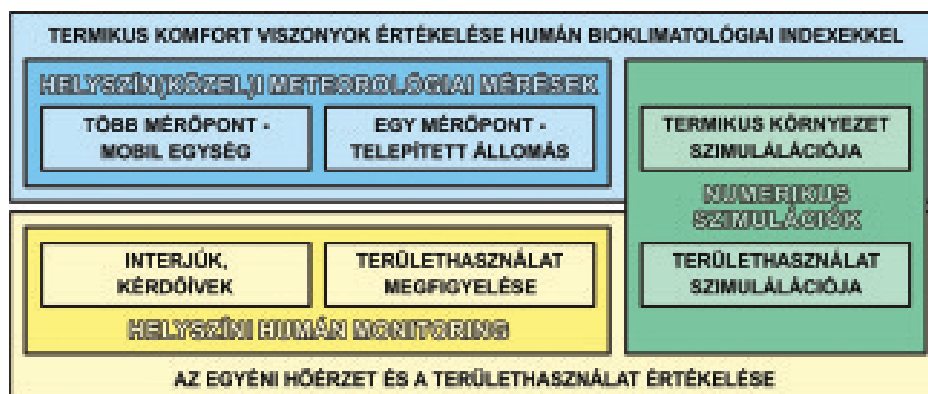 TERMIKUS KOMFORT VISZONYOK ÉRTÉKELÉSE HUMÁN BIOKLIMATOLÓGIAI INDEXEKKEL
HELYSZÍN(KÖZEL)I METEOROLÓGIAI MÉRÉSEK
TÖBB MÉRŐPONT -
MOBIL EGYSÉG
EGY MÉRŐPONT -
TELEPÍTETT ÁLLOMÁS
TERMIKUS KÖRNYEZET
SZIMULÁLÁCIÓJA
NUMERIKUS
SZIMULÁCIÓK
INTERJÚK,
KÉRDŐÍVEK
TERÜLETHASZNÁLAT
MEGFIGYELÉSE
TERÜLETHASZNÁLAT
SZIMULÁLÁCIÓJA
HELYSZÍNI HUMÁN MONITORING
AZ EGYÉNI HŐÉRZET ÉS A TERÜLETHASZNÁLAT ÉRTÉKELÉSE